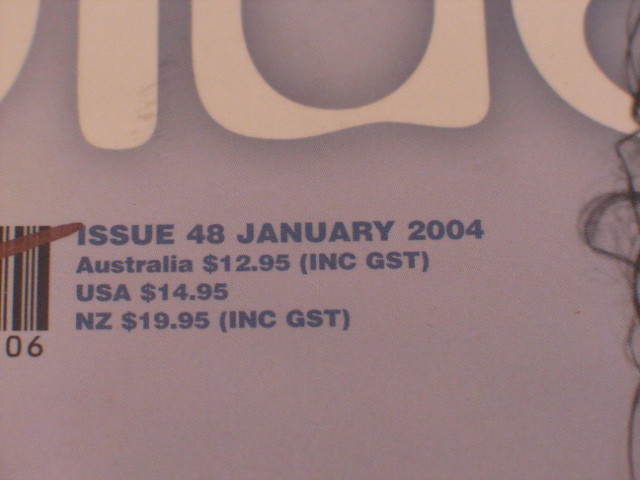 ISSUE 48 JANUARY 2004
Australia $12.95 (INC GST)
USA $14.95
NZ $19.95 (INC GST)
06